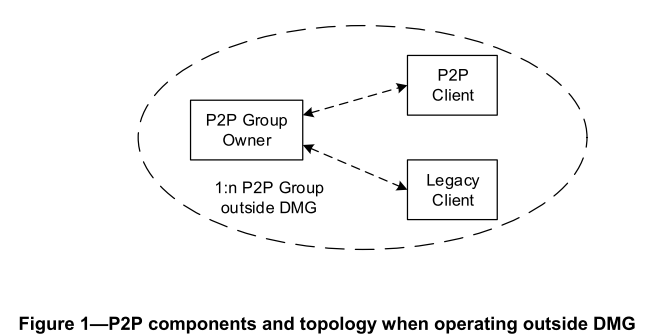 P2P
Client
P2P Group
Owner
Legacy
Client
1:n P2P Group
outside DMG
Figure 1—P2P components and topology when operating outside DMG